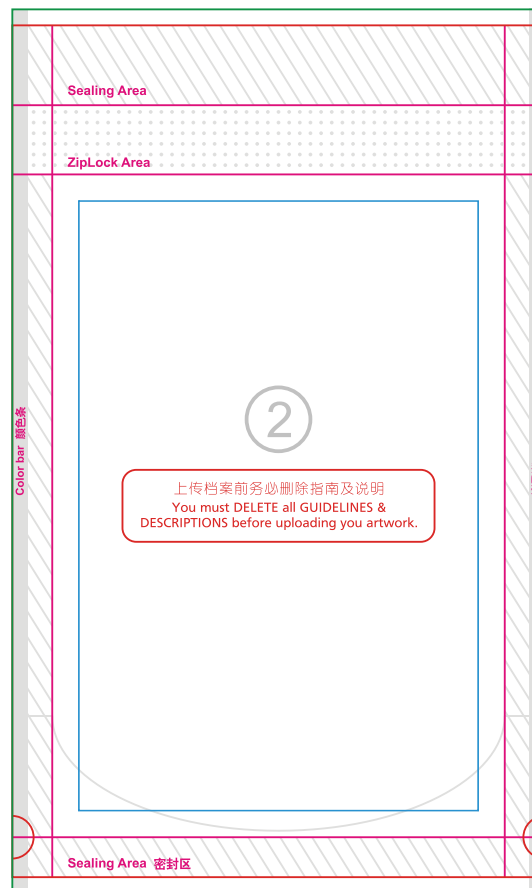 Sealing Area
ZipLock Area
2
Color bar 顏色条
上传档案前务必删除指南及说明
You must DELETE all GUIDELINES &
DESCRIPTIONS before uploading you artwork.
Sealing Area 密封区